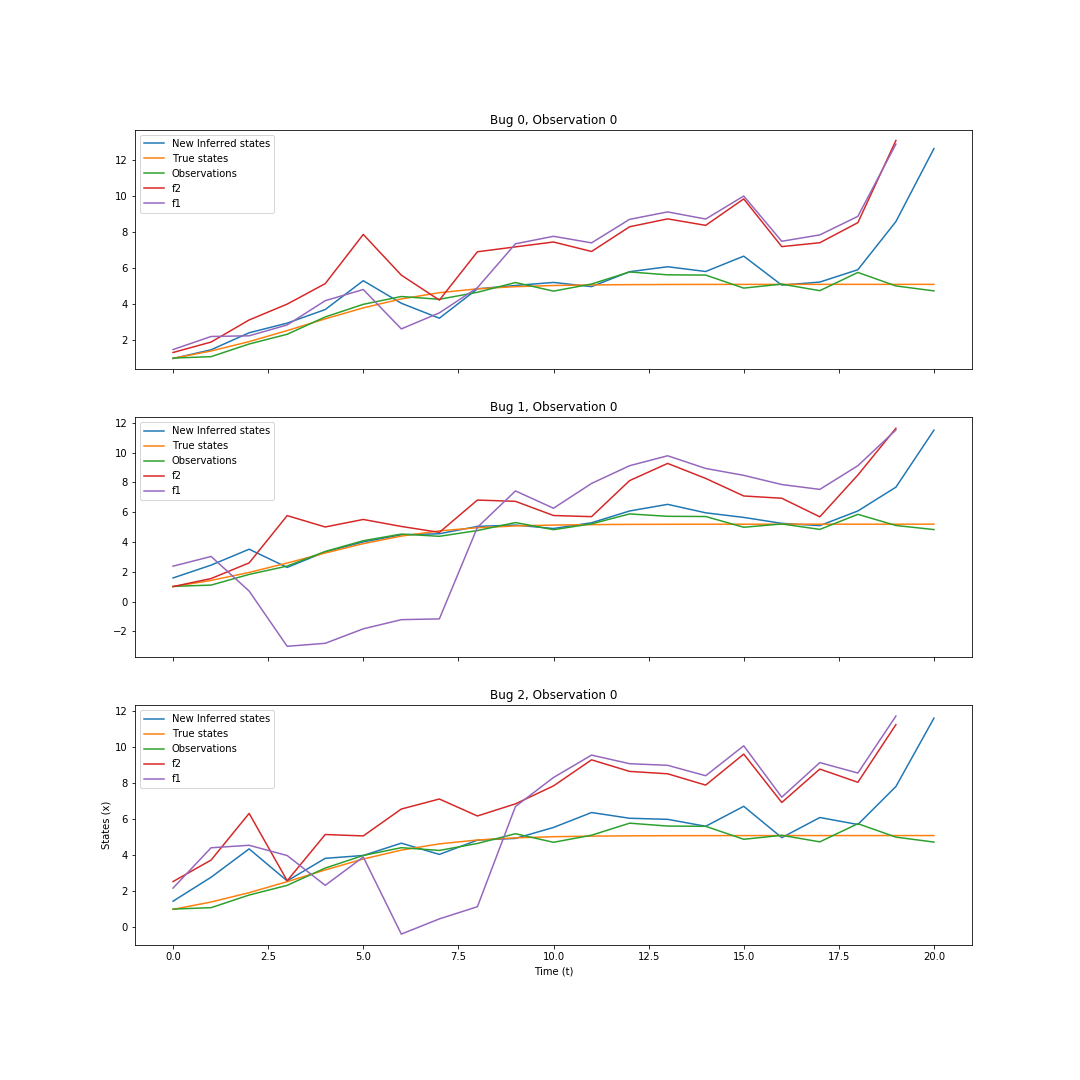 Bug 0, Observation 0
New Inferred states
True states
Observations
f2
f1
12
10
8
6
4
2
Bug 1, Observation 0
New Inferred states
True states
Observations
f2
f1
12
10
8
6
4
2
0
−2
Bug 2, Observation 0
New Inferred states
True states
Observations
f2
f1
12
10
8
6
4
2
0
States (x)
0.0 2.5 5.0 7.5 10.0 12.5 15.0 17.5 20.0
Time (t)